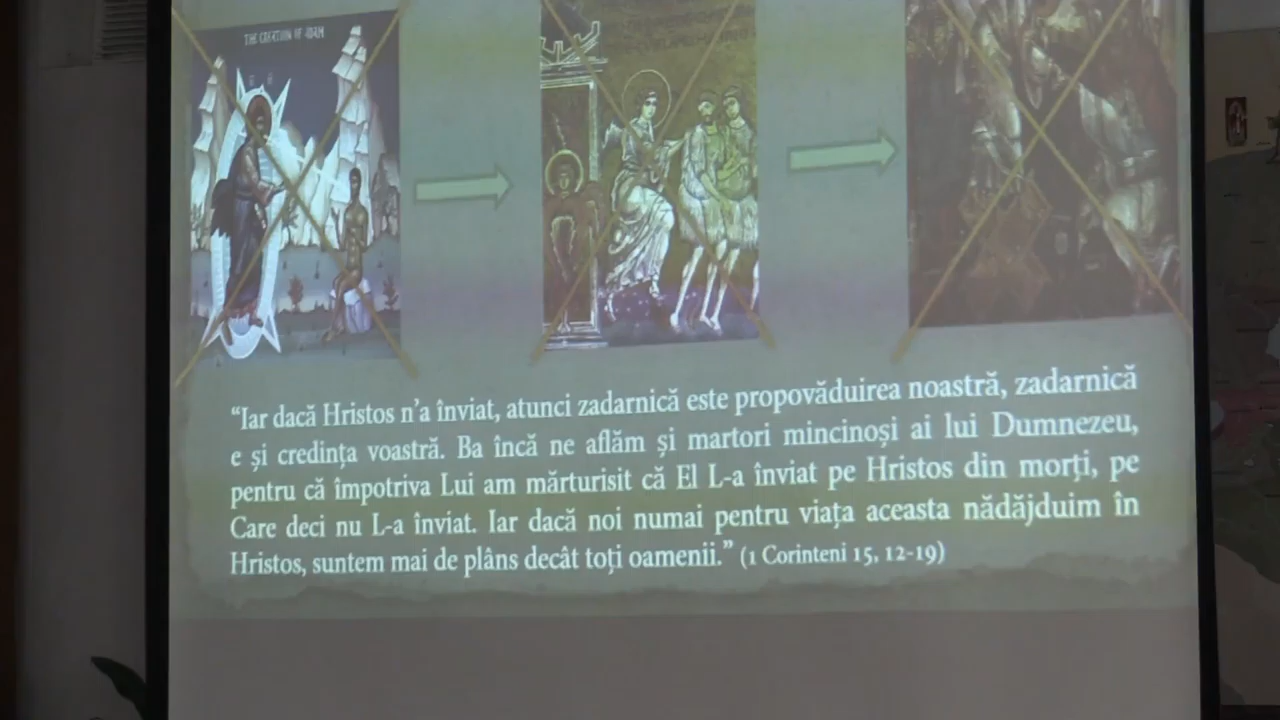 THE CREATION OF ADAM
“Iar dacă Hristos n’a înviat, atunci zadarnică este propovăduirea noastră, zadarnică
e și credința voastră. Ba încă ne aflăm și martori mincinoși ai lui Dumnezeu,
pentru că împotriva Lui am mărturisit că El L-a înviat pe Hristos din morți, pe
Care deci nu L-a înviat. Iar dacă noi numai pentru viața aceasta nădăjduim în
Hristos, suntem mai de plâns decât toți oamenii.” (1 Corinteni 15, 12-19)